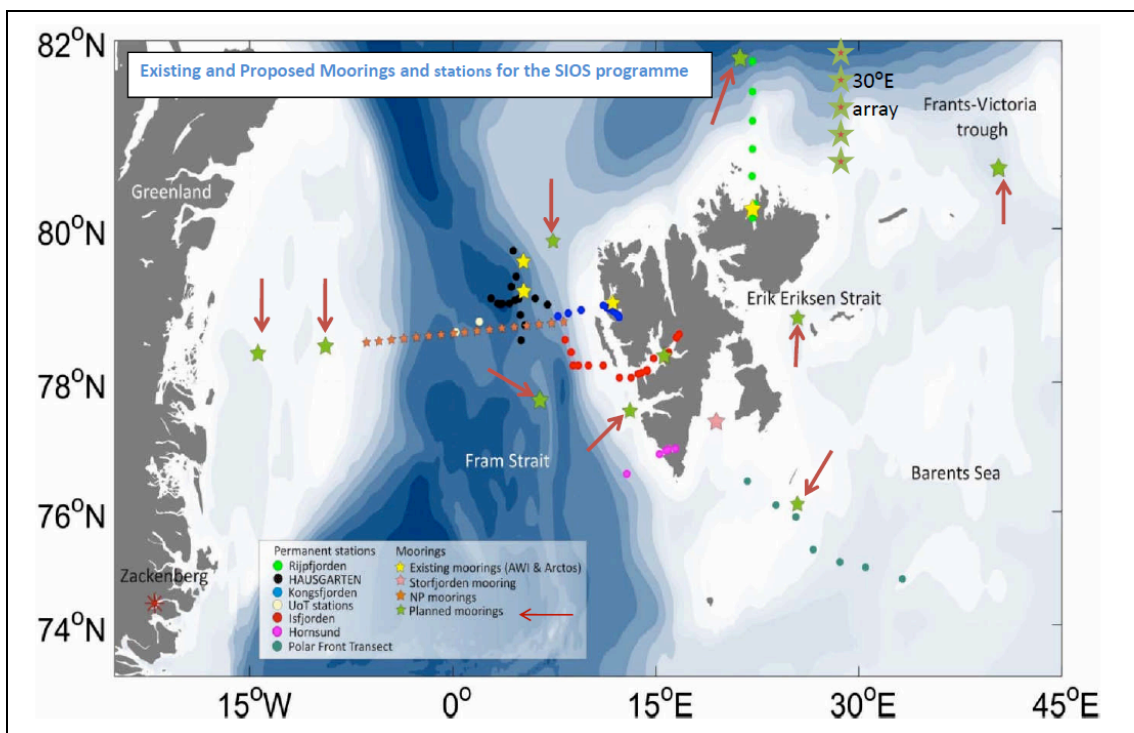 Existing and Proposed Moorings and stations for the SIOS programme
82°N
80°N
78°N
76°N
74°N
30°E
array
Frants-Victoria
trough
Greenland
Erik Eriksen Strait
Fram Strait
Barents Sea
Zackenberg
Permanent stations
Rijpfjorden
HAUSGARTEN
Kongsfjorden
UoT stations
Isfjorden
Hornsund
Polar Front Transect
Moorings
Existing moorings (AWI & Arctos)
Storfjorden mooring
NP moorings
Planned moorings
15°W
0°
15°E
30°E
45°E